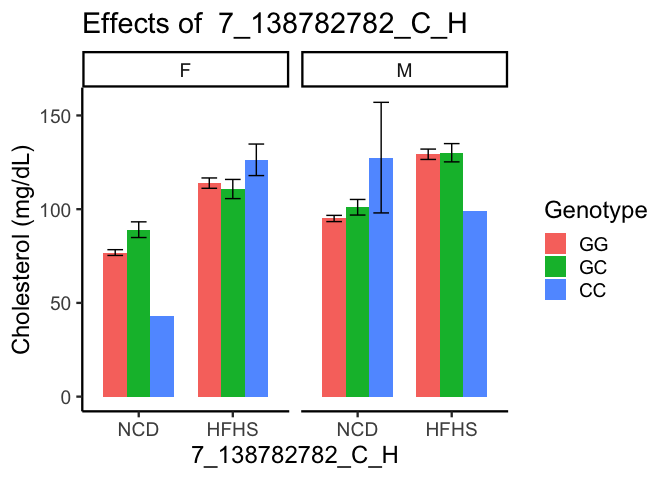 Effects of  7_138782782_C_H
F
M
Cholesterol (mg/dL)
150
100
50
0
NCD
HFHS
NCD
HFHS
7_138782782_C_H
Genotype
GG
GC
CC